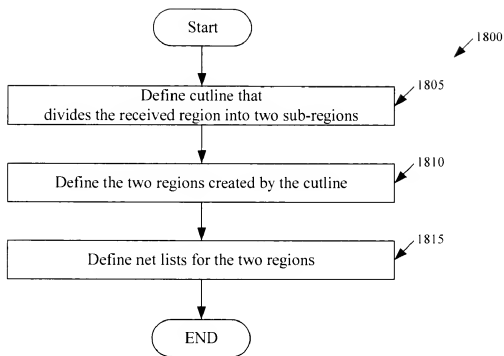 Start
1800
Define cutline that
divides the received region into two sub-regions
1805
Define the two regions created by the cutline
1810
Define net lists for the two regions
1815
END